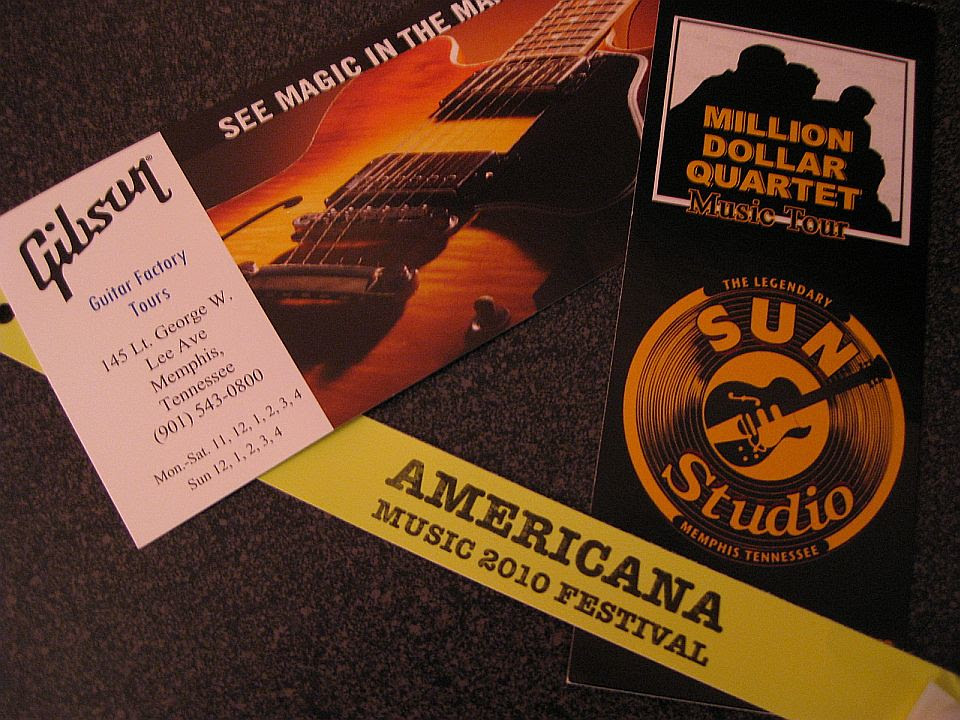 SEE MAGIC IN THE
Gibson®
Guitar Factory
Tours
145 Lt. George W.
Lee Ave
Memphis,
Tennessee
(901) 543-0800
Mon.-Sat. 11, 12, 1, 2, 3, 4
Sun 12, 1, 2, 3, 4
MILLION
DOLLAR
QUARTET
Music Tour
THE LEGENDARY
SUN
Studio
MEMPHIS TENNESSEE
AMERICANA
MUSIC 2010 FESTIVAL